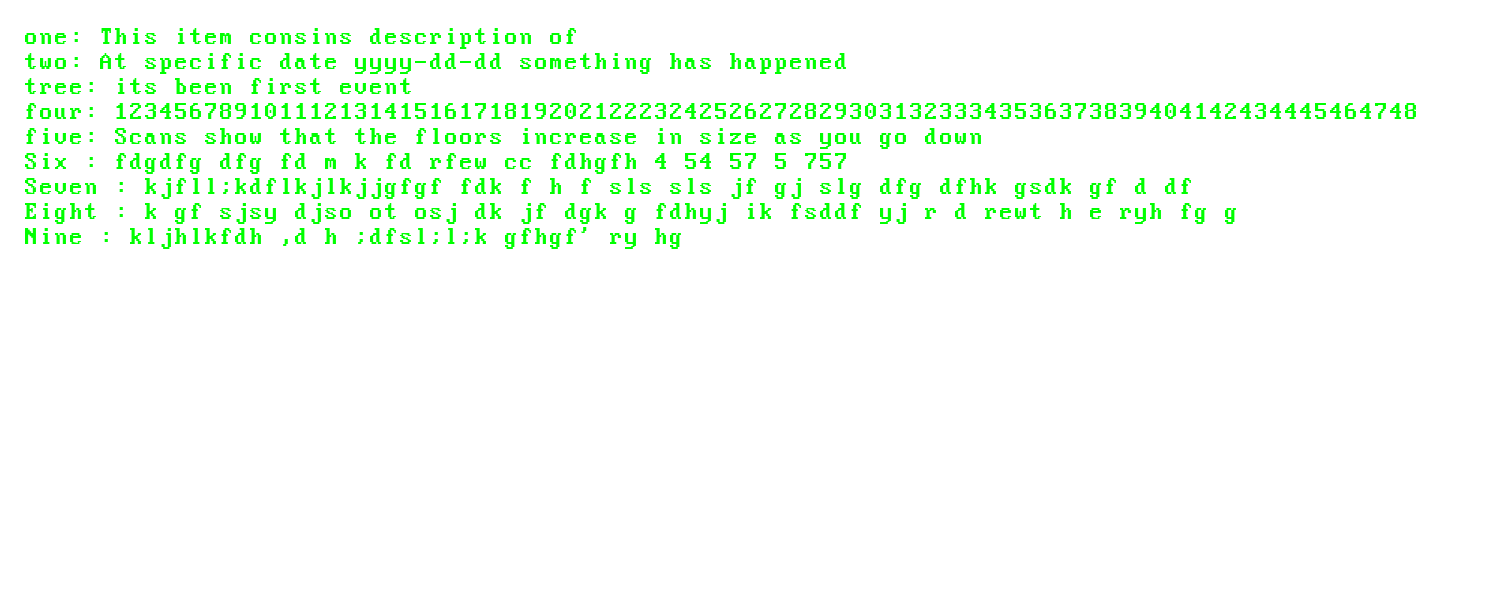 one: This item consins description of
two: At specific date yyyy-dd-dd something has happened
tree: its been first event
four: 123456789101112131415161718192021222324252627282930313233343536373839404142434445464748
five: Scans show that the floors increase in size as you go down
Six : fdgdfg dfg fd m k fd rfew cc fdhgfh 4 54 57 5 757
Seven : kjfll;kdflkjlkjjgfgf fdk f h f sls sls jf gj slg dfg dfhk gsdk gf d df
Eight : k gf sjsy djso ot osj dk jf dgk g fdhyj ik fsddf yj r d rewt h e ryh fg g
Nine : kljhlkfdh ,d h ;dfsl;l;k gfhgf' ry hg